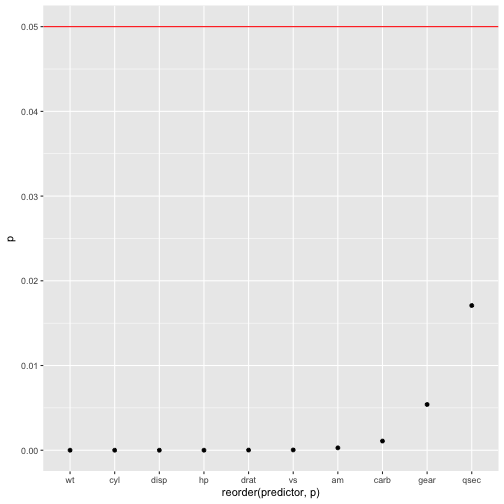 0.05
0.04
0.03
0.02
0.01
0.00
p
wt cyl disp hp drat vs am carb gear qsec
reorder(predictor, p)